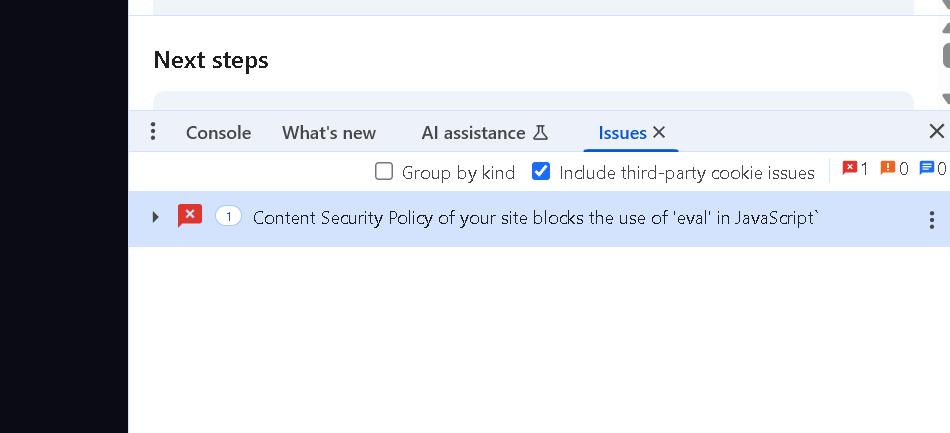 Next steps
Console What's new AI assistance Issues
Group by kind Include third-party cookie issues 1 0 0
1 Content Security Policy of your site blocks the use of 'eval' in JavaScript`